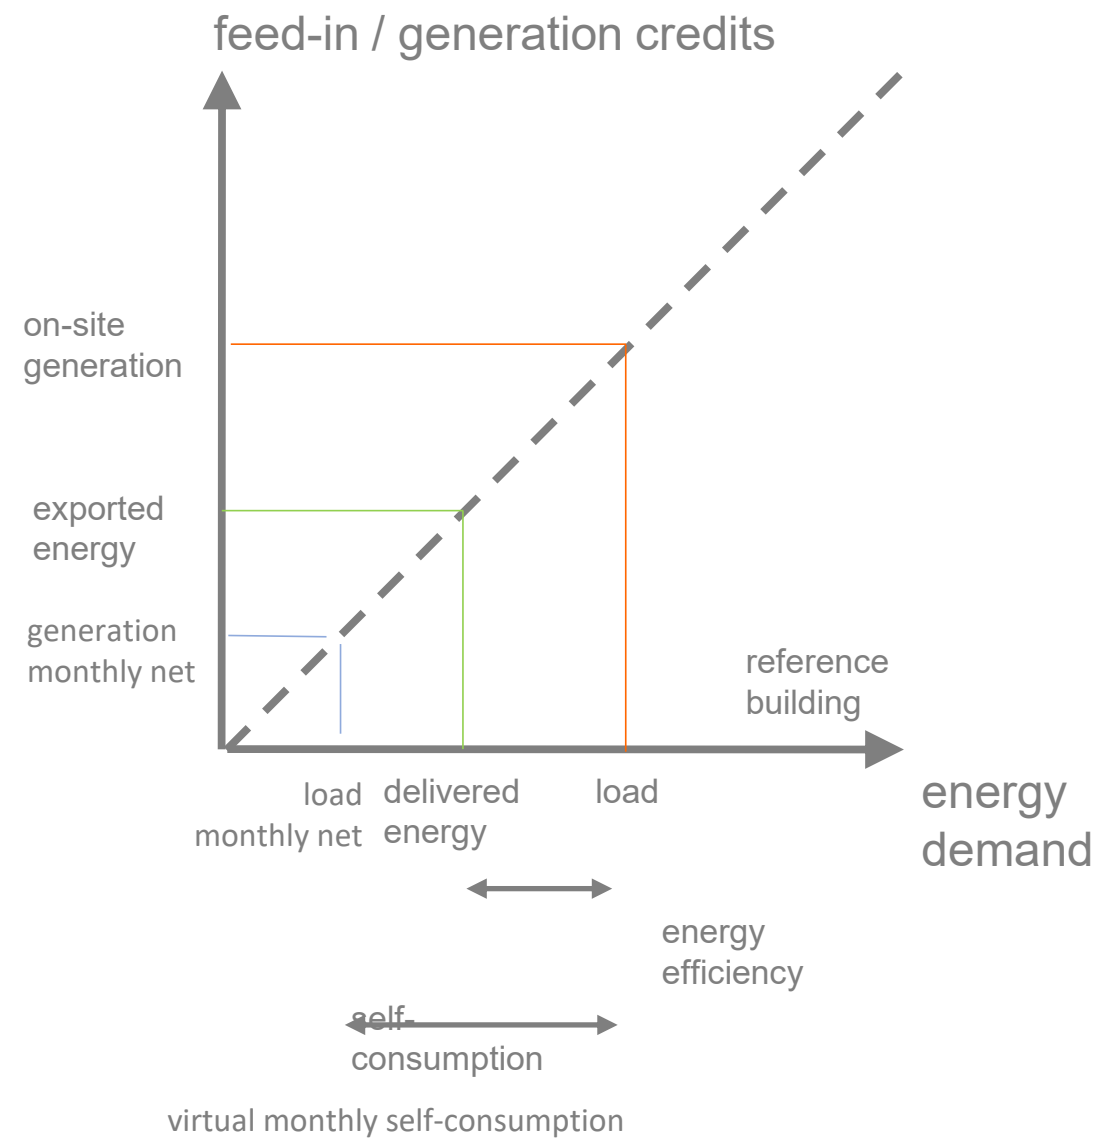 feed-in / generation credits
on-site
generation
exported
energy
generation
monthly net
reference
building
load
monthly net
delivered
energy
load
energy
demand
energy
efficiency
self-
consumption
virtual monthly self-consumption